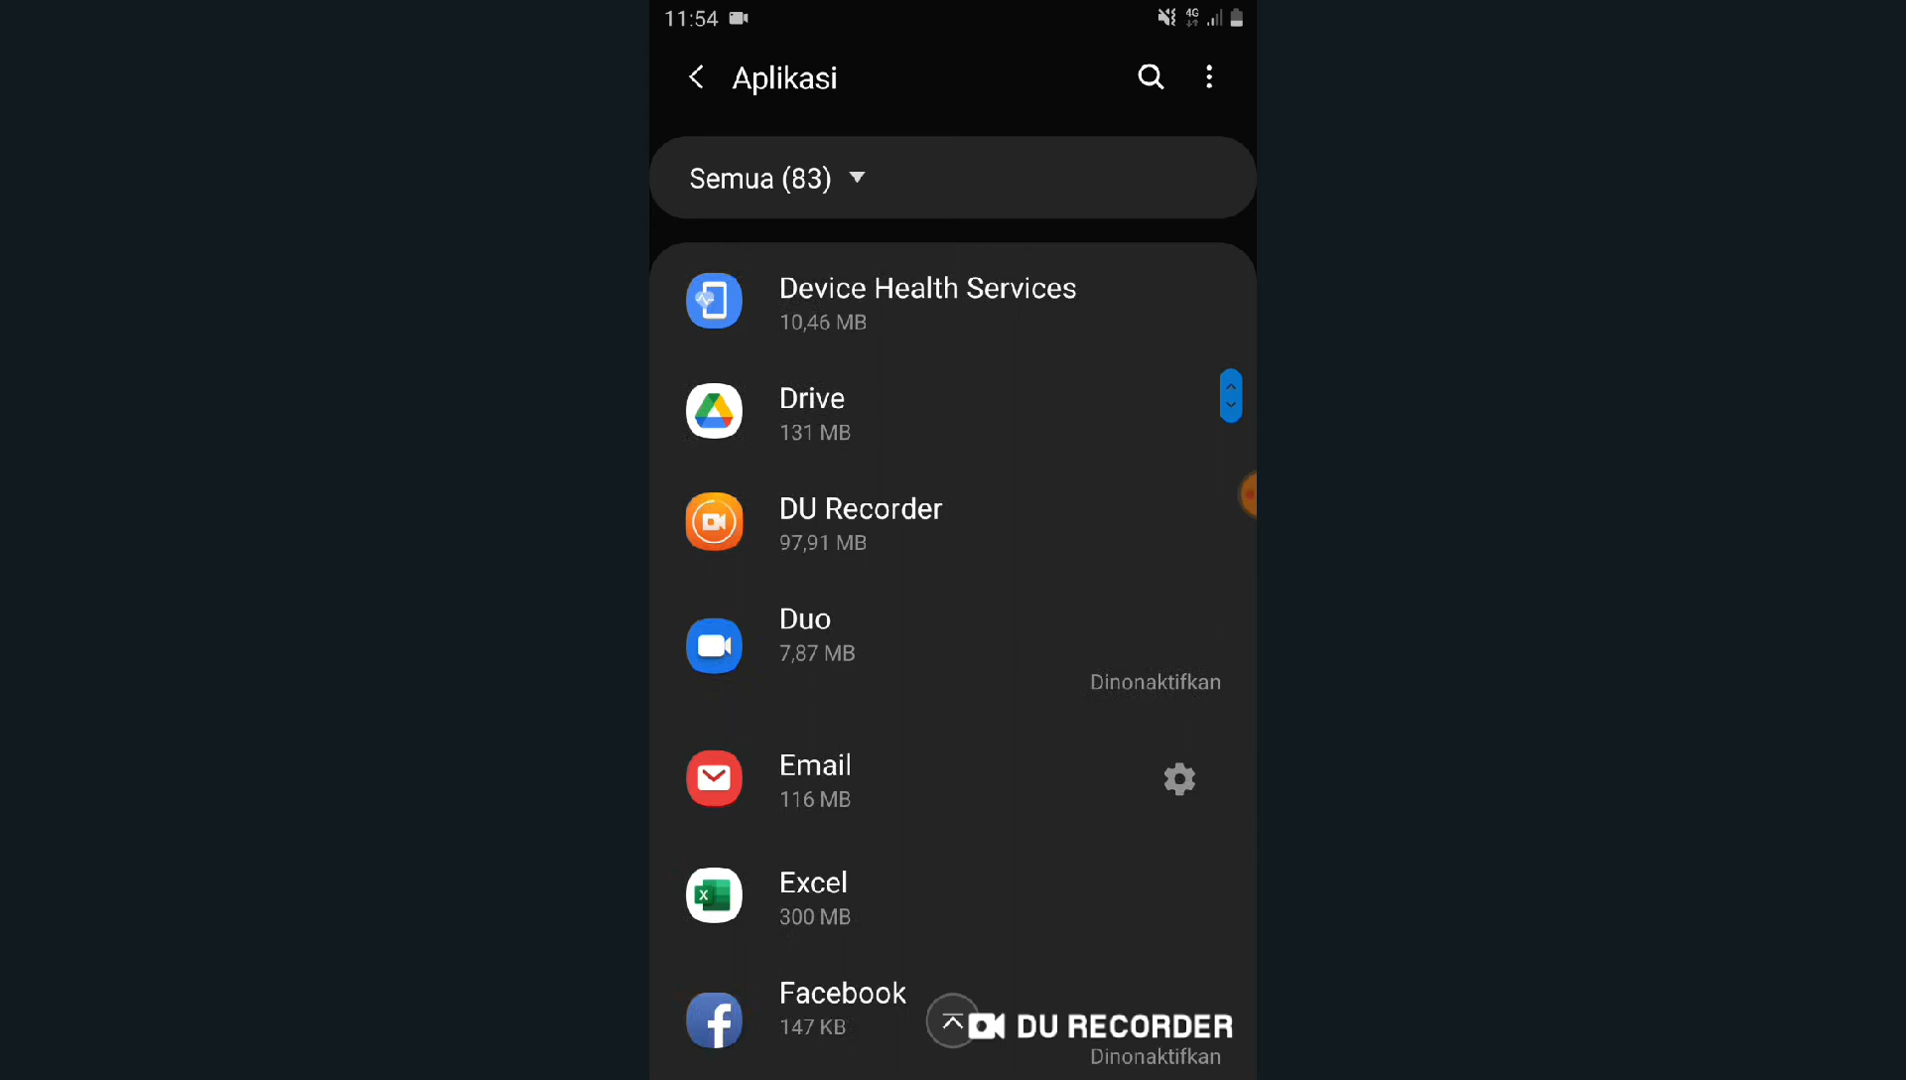 11:54
4G
Aplikasi
Semua (83)
Device Health Services
10,46 MB
Drive
131 MB
DU Recorder
97,91 MB
Duo
7,87 MB
Dinonaktifkan
Email
116 MB
Excel
300 MB
Facebook
147 KB
DU RECORDER
Dinonaktifkan